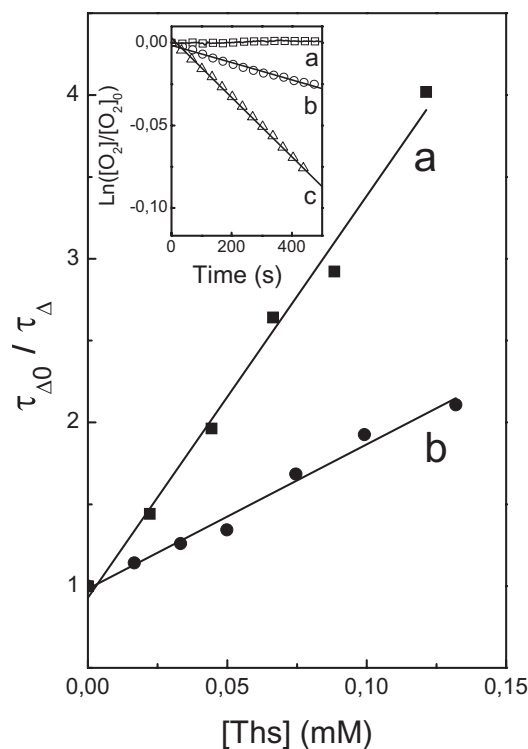 Ln([O₂]/[O₂]₀)
0,00
-0,05
-0,10
a
b
c
0 200 400
Time (s)
τΔ0 / τΔ
4
3
2
1
a
b
0,00 0,05 0,10 0,15
[Ths] (mM)